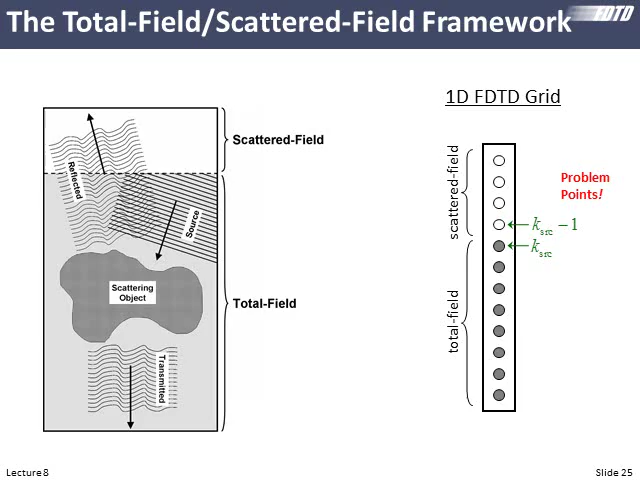 The Total-Field/Scattered-Field Framework
FDTD
1D FDTD Grid
Scattered-Field
Reflected
Source
Scattering
Object
Total-Field
Transmitted
scattered-field
total-field
Problem
Points!
k_src − 1
k_src
Lecture 8
Slide 25